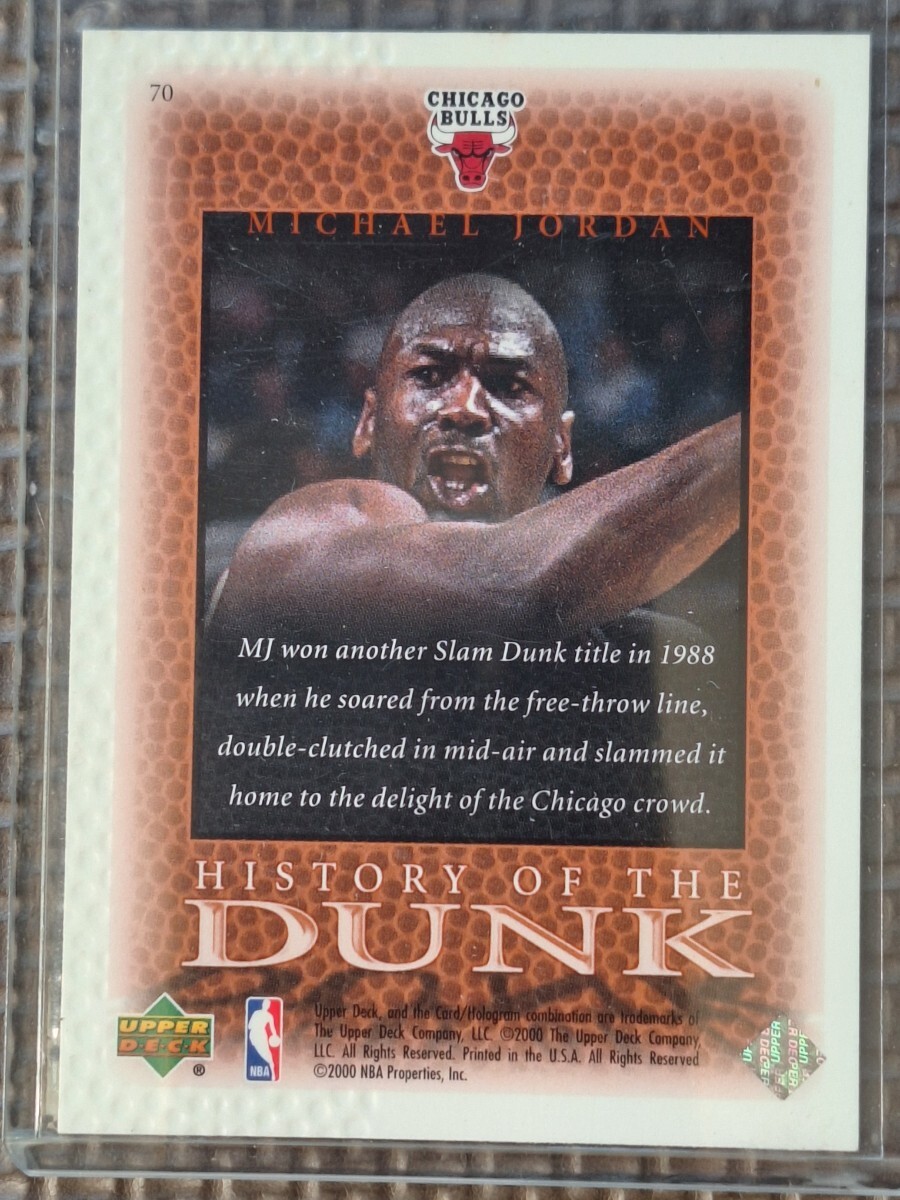 70
CHICAGO
BULLS
MICHAEL JORDAN
MJ won another Slam Dunk title in 1988
when he soared from the free-throw line,
double-clutched in mid-air and slammed it
home to the delight of the Chicago crowd.
HISTORY OF THE
DUNK
UPPER
DECK
®
NBA
Upper Deck, and the Card/Hologram combination are trademarks of
The Upper Deck Company, LLC. ©2000 The Upper Deck Company,
LLC. All Rights Reserved. Printed in the U.S.A. All Rights Reserved
©2000 NBA Properties, Inc.
UPPER